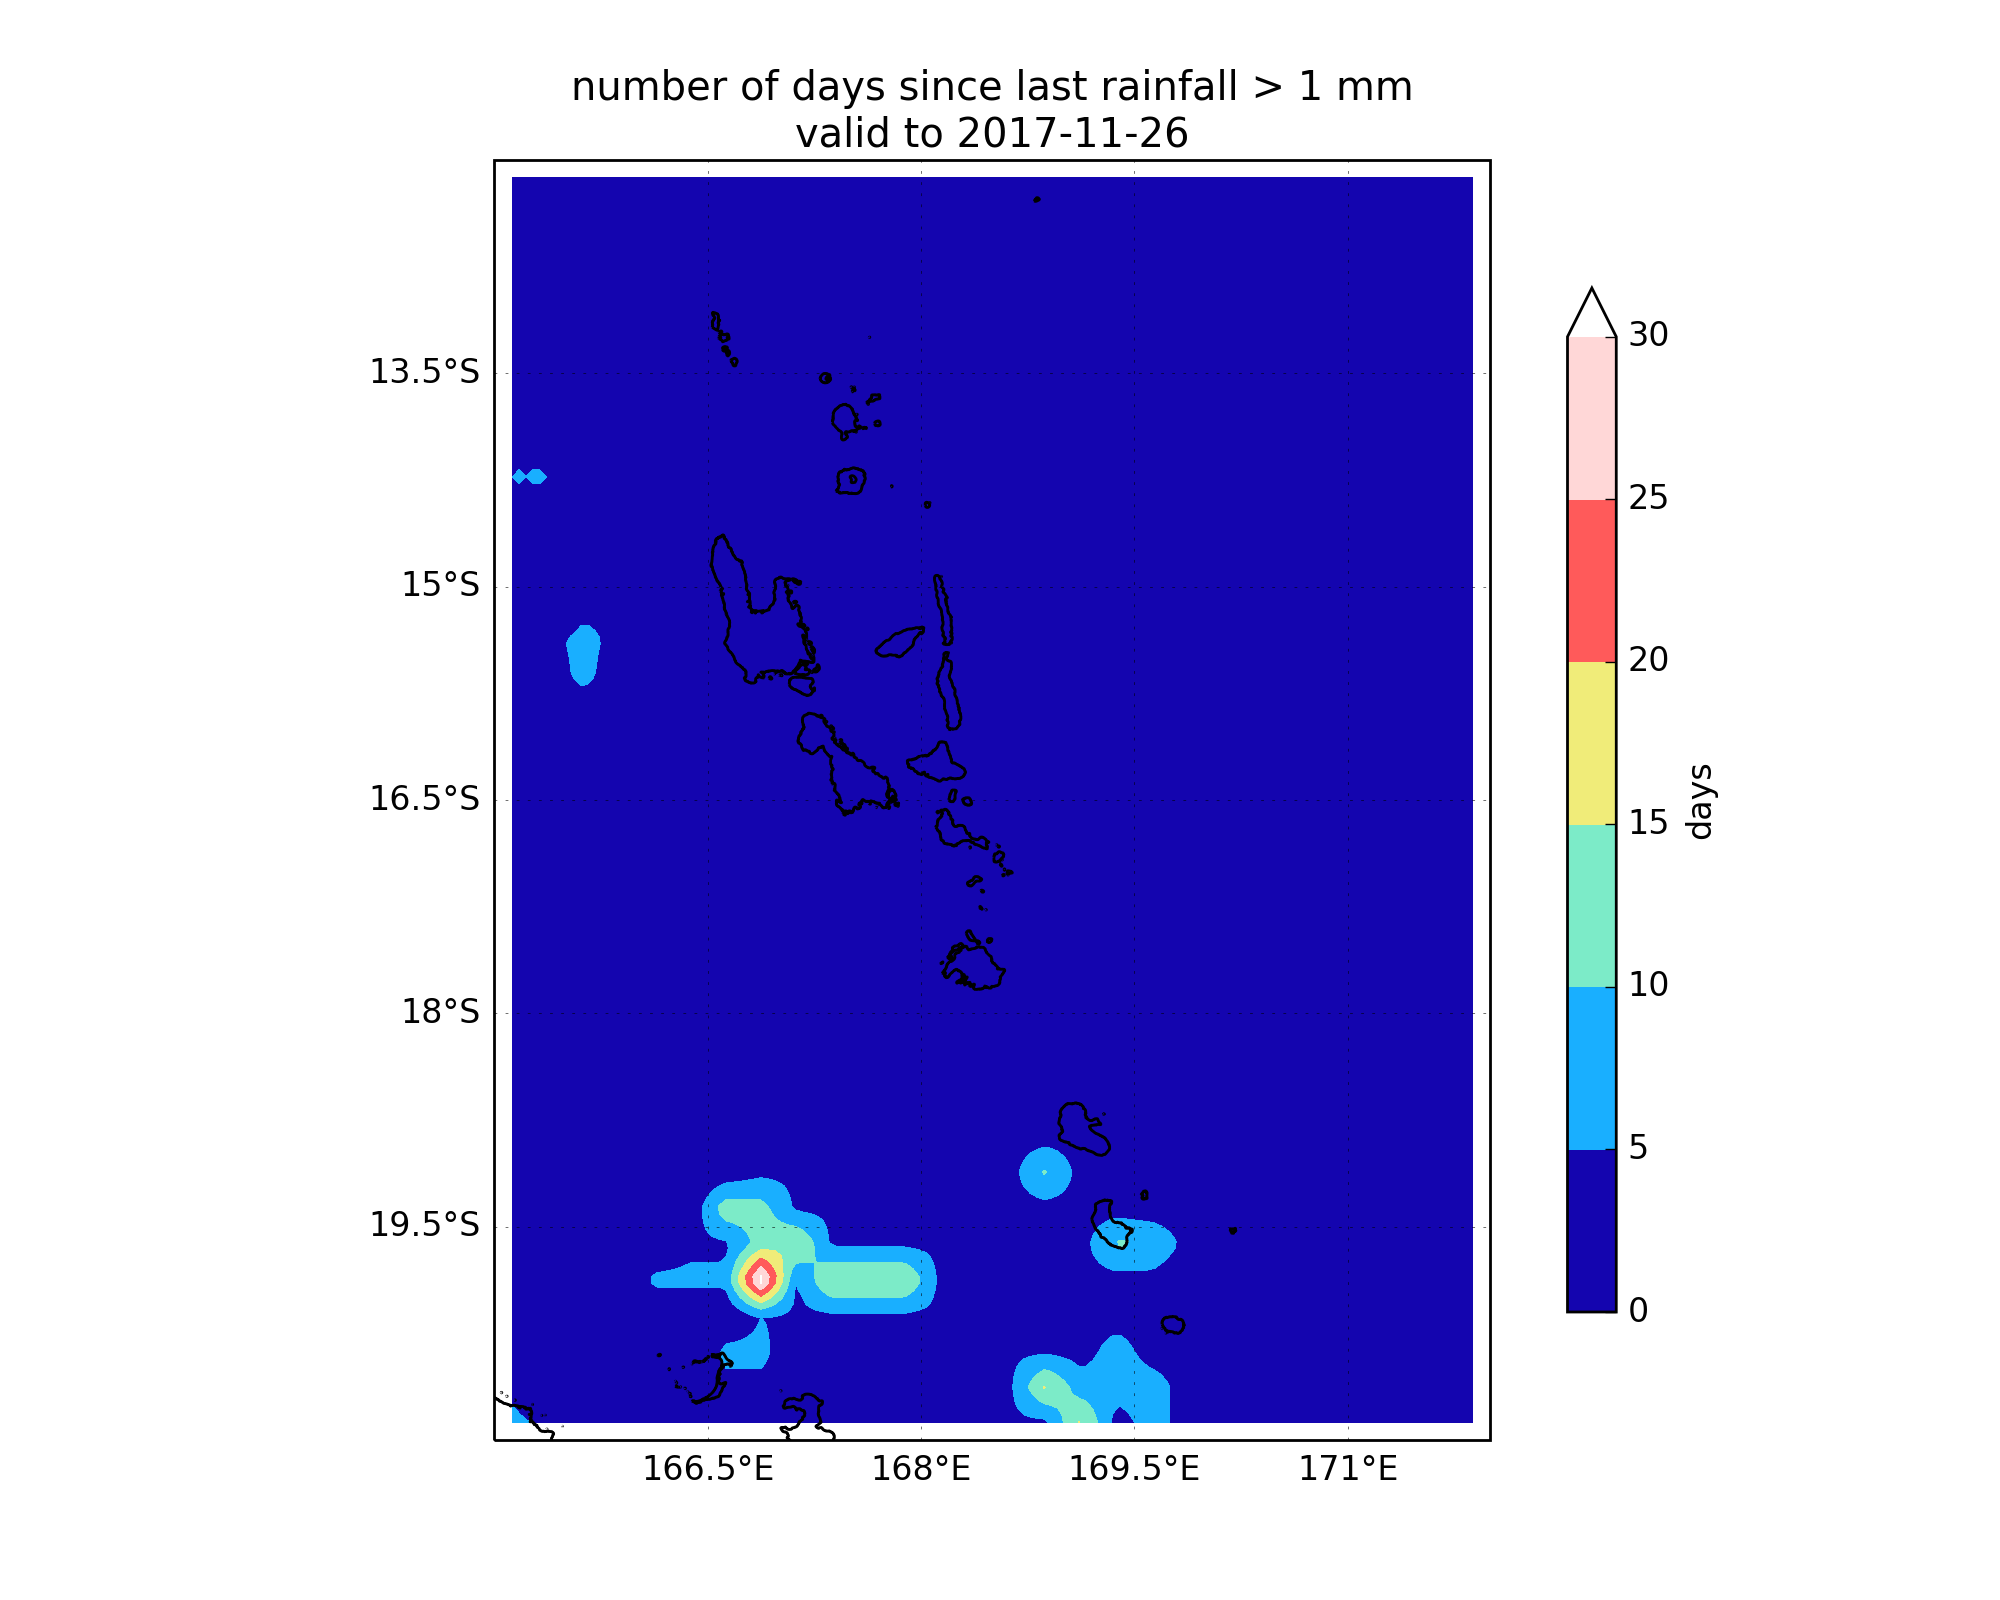 number of days since last rainfall > 1 mm
valid to 2017-11-26
13.5°S
15°S
16.5°S
18°S
19.5°S
166.5°E
168°E
169.5°E
171°E
30
25
20
15
10
5
0
days